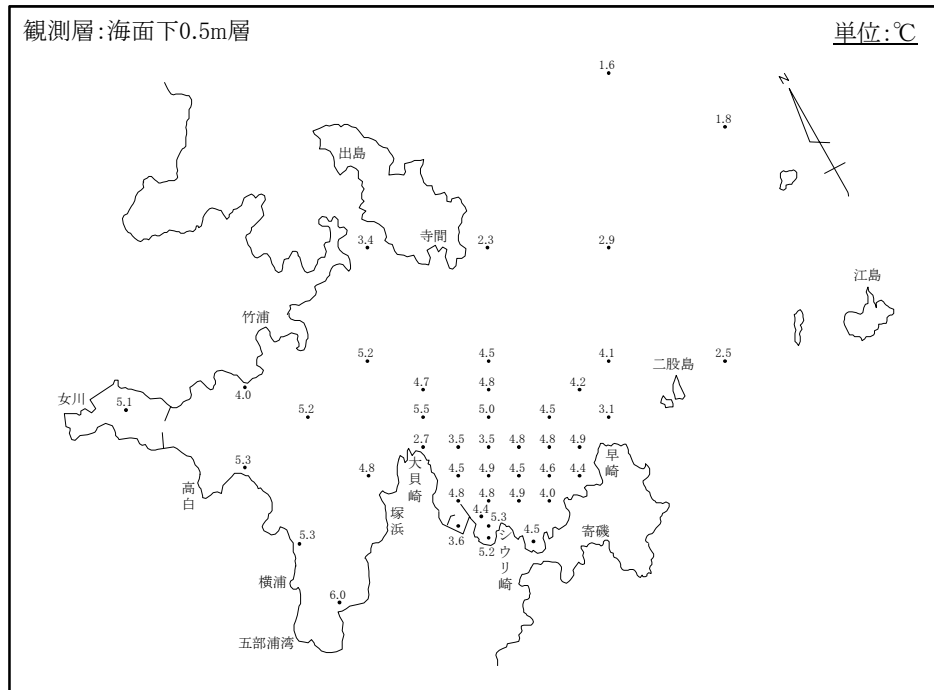 観測層:海面下0.5m層
単位:℃
1.6
N
1.8
出島
寺間
3.4
2.3
2.9
江島
竹浦
5.2
4.5
4.1
二股島
2.5
女川
4.0
4.7
4.8
4.2
5.1
5.2
5.5
5.0
4.5
3.1
2.7
3.5
3.5
4.8
4.8
4.9
早崎
5.3
高白
4.8
大貝崎
4.5
4.9
4.5
4.6
4.4
塚浜
4.8
4.8
4.9
4.0
4.4
5.3
3.6
5.2
シウリ崎
4.5
寄磯
5.3
横浦
6.0
五部浦湾